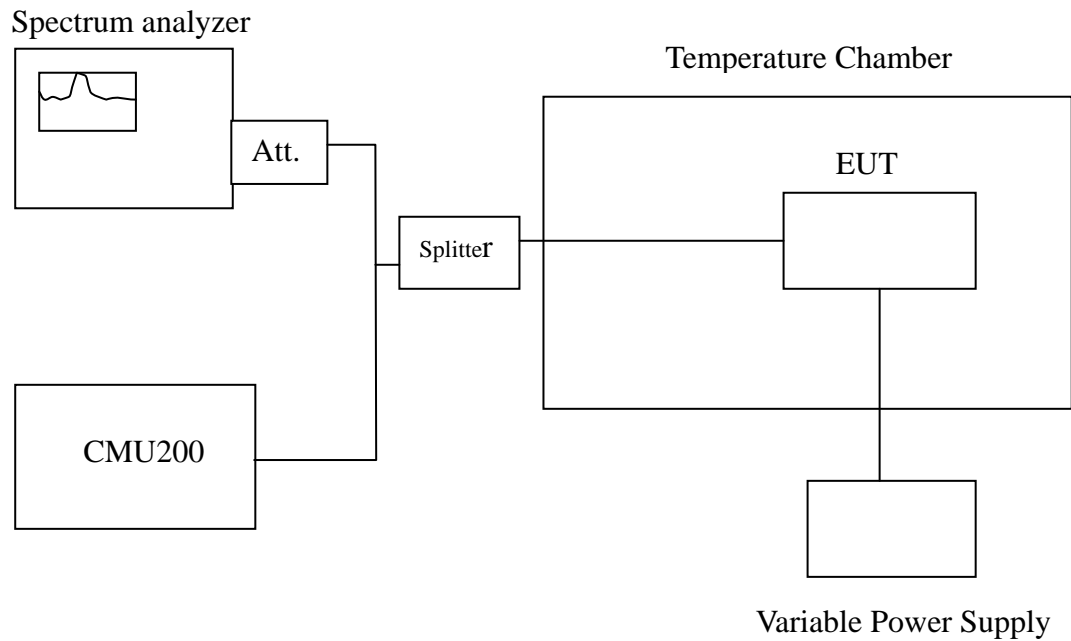 Spectrum analyzer
Temperature Chamber
Att.
EUT
Splitter
CMU200
Variable Power Supply